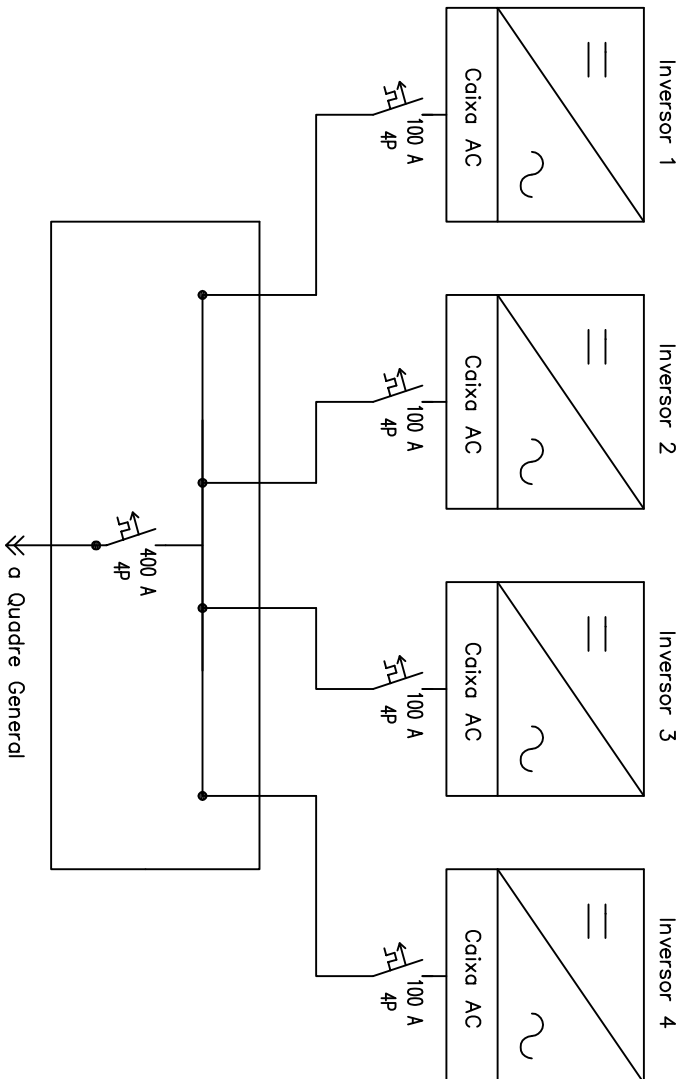 Inversor 1
Inversor 2
Inversor 3
Inversor 4
Caixa AC
Caixa AC
Caixa AC
Caixa AC
100 A
4P
100 A
4P
100 A
4P
100 A
4P
400 A
4P
a Quadre General